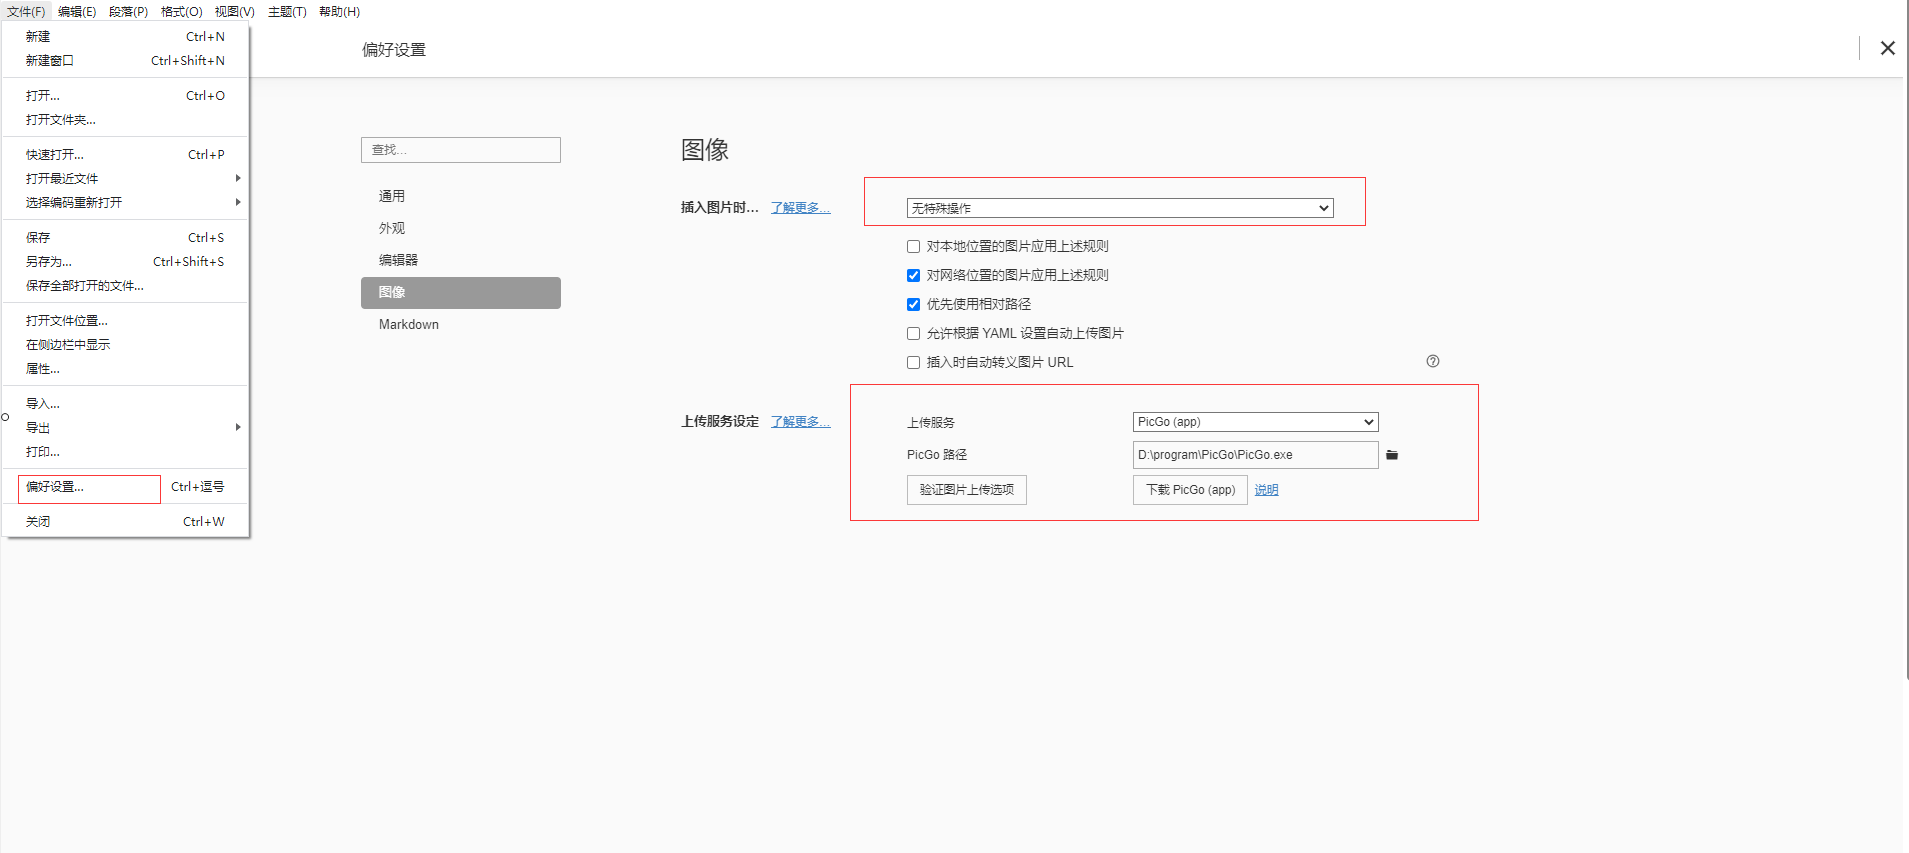 文件(F) 编辑(E) 段落(P) 格式(O) 视图(V) 主题(T) 帮助(H)
新建 Ctrl+N
新建窗口 Ctrl+Shift+N
打开... Ctrl+O
打开文件夹...
快速打开... Ctrl+P
打开最近文件
选择编码重新打开
保存 Ctrl+S
另存为... Ctrl+Shift+S
保存全部打开的文件...
打开文件位置...
在侧边栏中显示
属性...
导入...
导出
打印...
偏好设置... Ctrl+逗号
关闭 Ctrl+W
偏好设置
查找...
通用
外观
编辑器
图像
Markdown
图像
插入图片时... 了解更多... 无特殊操作
对本地位置的图片应用上述规则
对网络位置的图片应用上述规则
优先使用相对路径
允许根据 YAML 设置自动上传图片
插入时自动转义图片 URL
上传服务设定 了解更多... 上传服务 PicGo (app)
PicGo 路径 D:\program\PicGo\PicGo.exe
验证图片上传选项 下载 PicGo (app) 说明